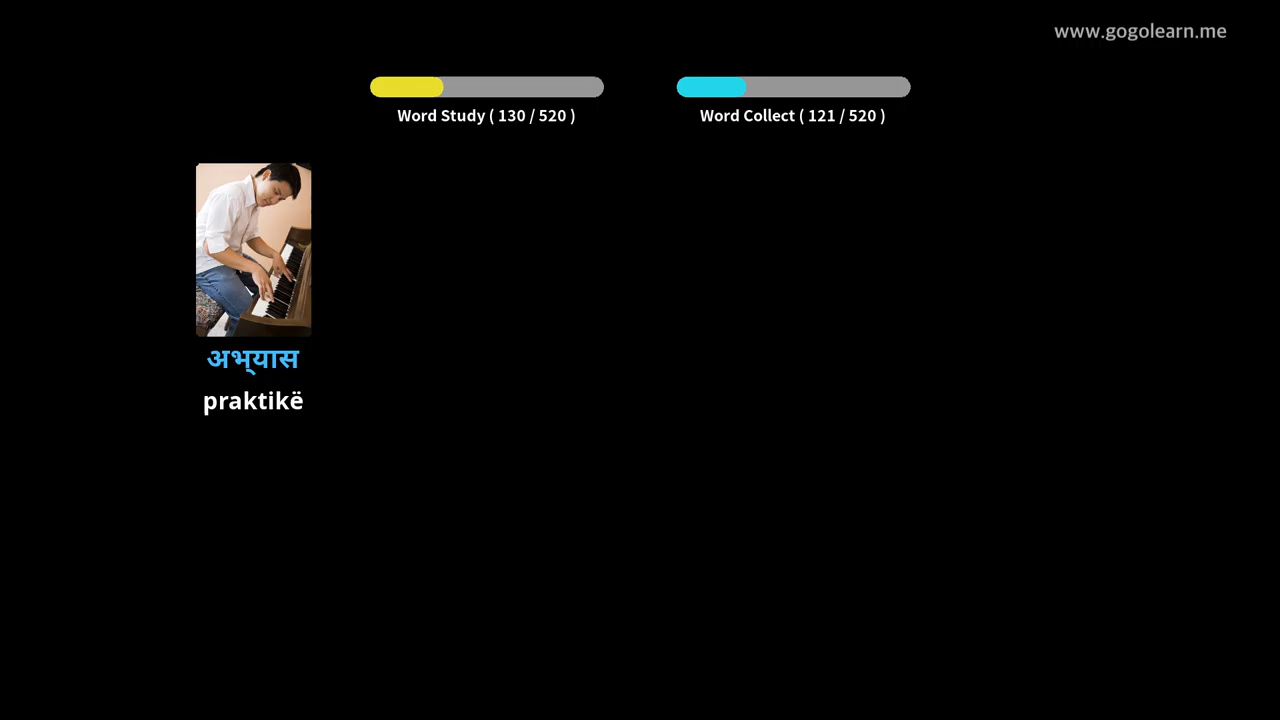 www.gogolearn.me
Word Study ( 130 / 520 )
Word Collect ( 121 / 520 )
अभ्यास
praktikë